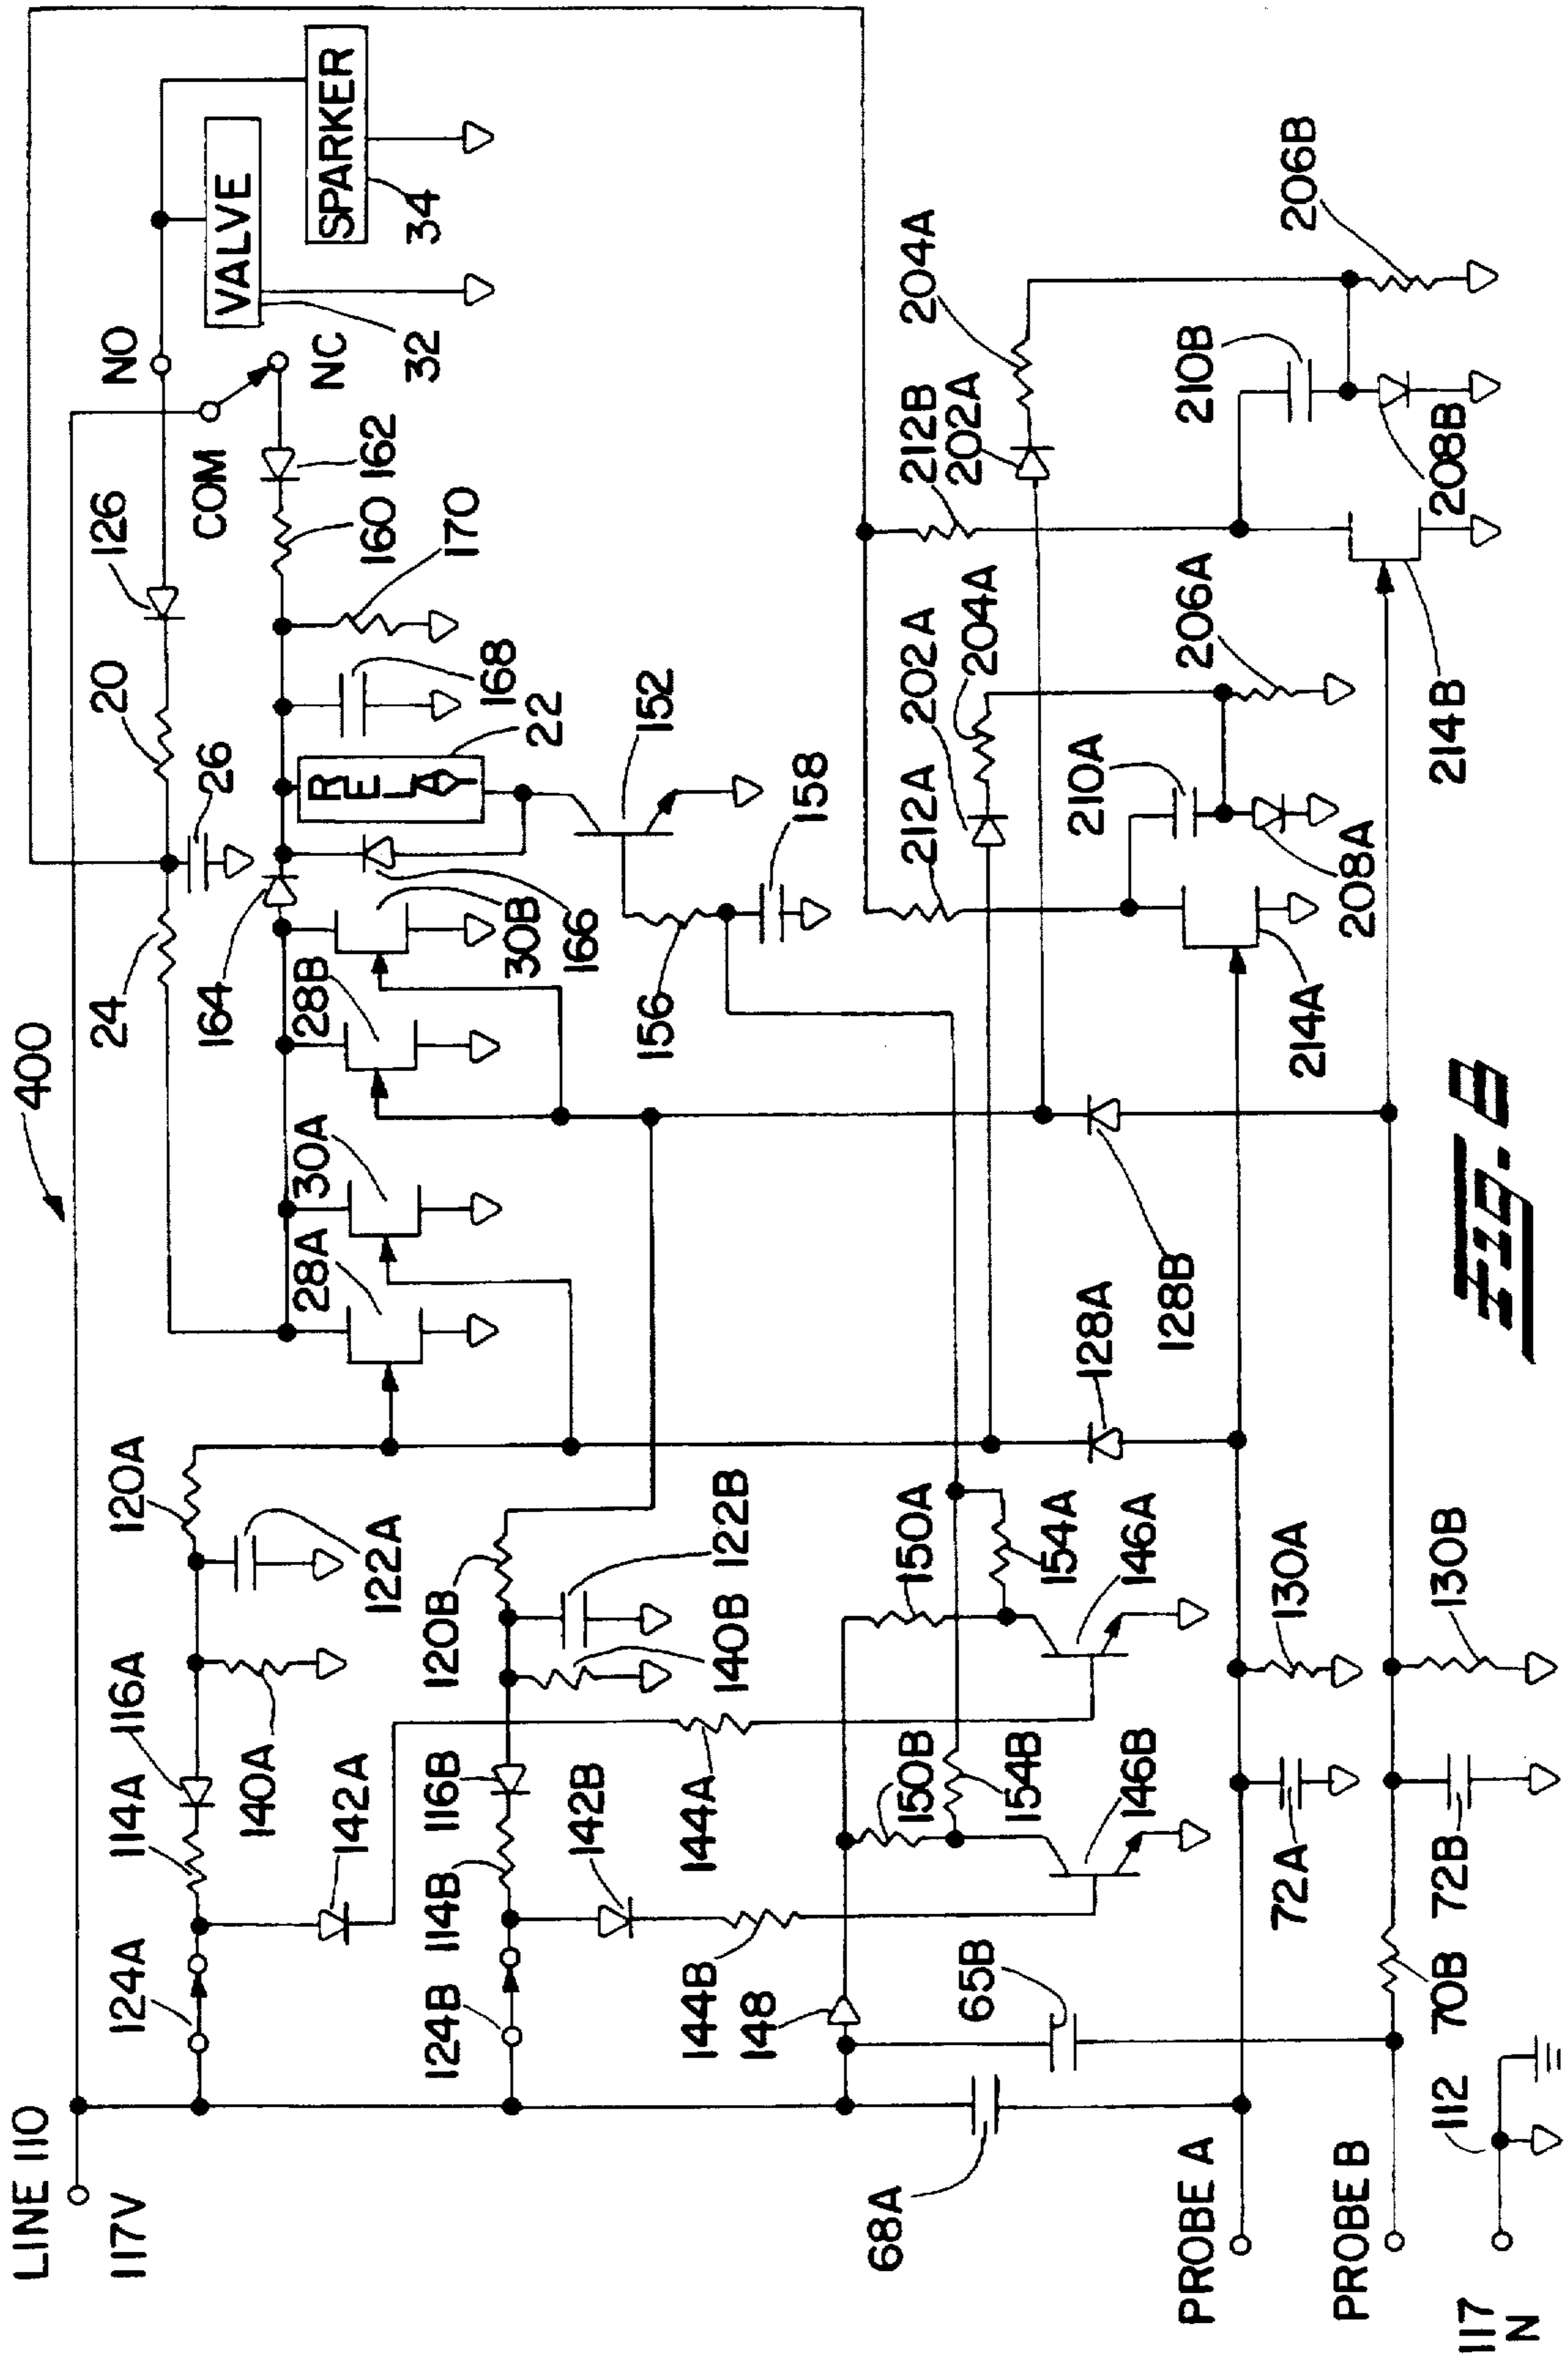 400
LINE 110
117V
124A
114A
116A
120A
24
20
126
NO
26
COM
NC
VALVE
32
SPARKER
34
140A
122A
142A
28A
30A
28B
30B
164
166
RELAY
22
168
170
160
162
152
156
158
124B
114B
116B
120B
122B
140B
142B
144A
144B
148
150B
150A
154B
154A
146B
146A
65B
68A
128A
128B
212A
202A
204A
212B
202A
204A
210A
206A
208A
214A
210B
206B
208B
214B
PROBE A
72A
130A
PROBE B
70B
72B
130B
117
N
112
FIG. 8